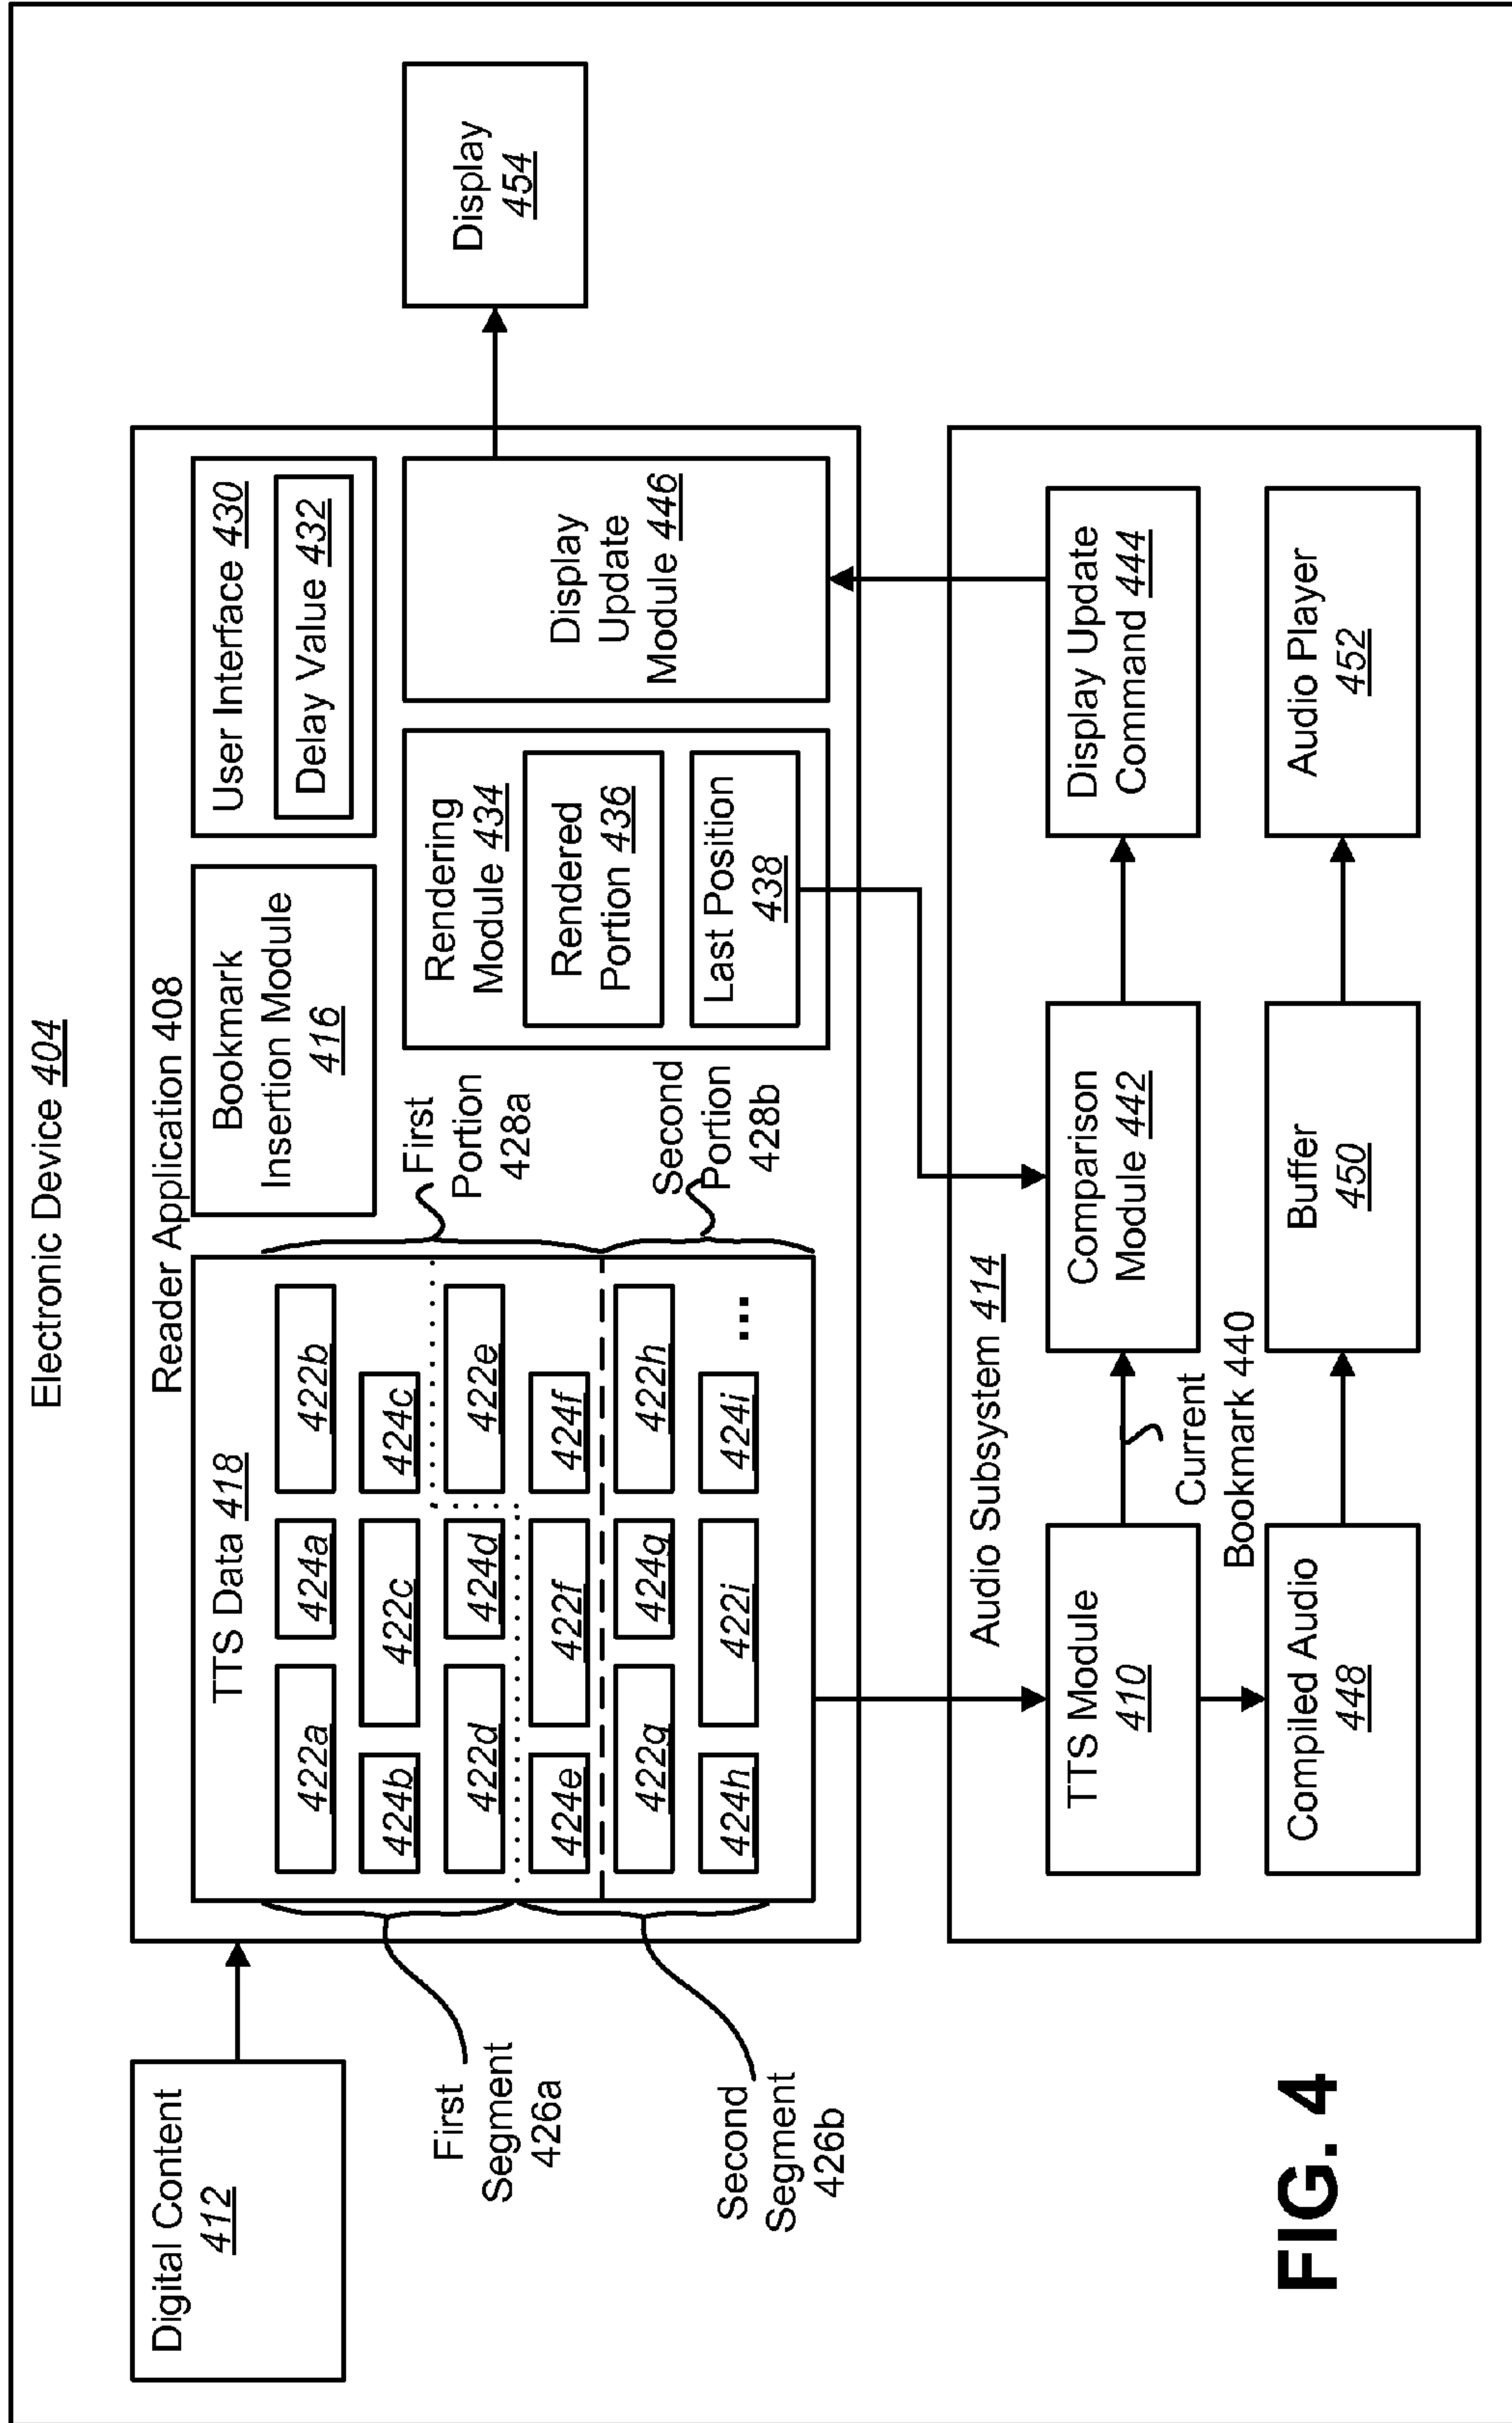 Electronic Device 404
Digital Content
412
Reader Application 408
TTS Data 418
422a
424a
422b
424b
422c
424c
422d
424d
422e
424e
422f
424f
422g
424g
422h
424h
422i
424i
...
First
Segment
426a
Second
Segment
426b
First
Portion
428a
Second
Portion
428b
Bookmark
Insertion Module
416
User Interface 430
Delay Value 432
Rendering
Module 434
Rendered
Portion 436
Last Position
438
Display
Update
Module 446
Display
454
Audio Subsystem 414
TTS Module
410
Current
Bookmark 440
Comparison
Module 442
Display Update
Command 444
Compiled Audio
448
Buffer
450
Audio Player
452
FIG. 4